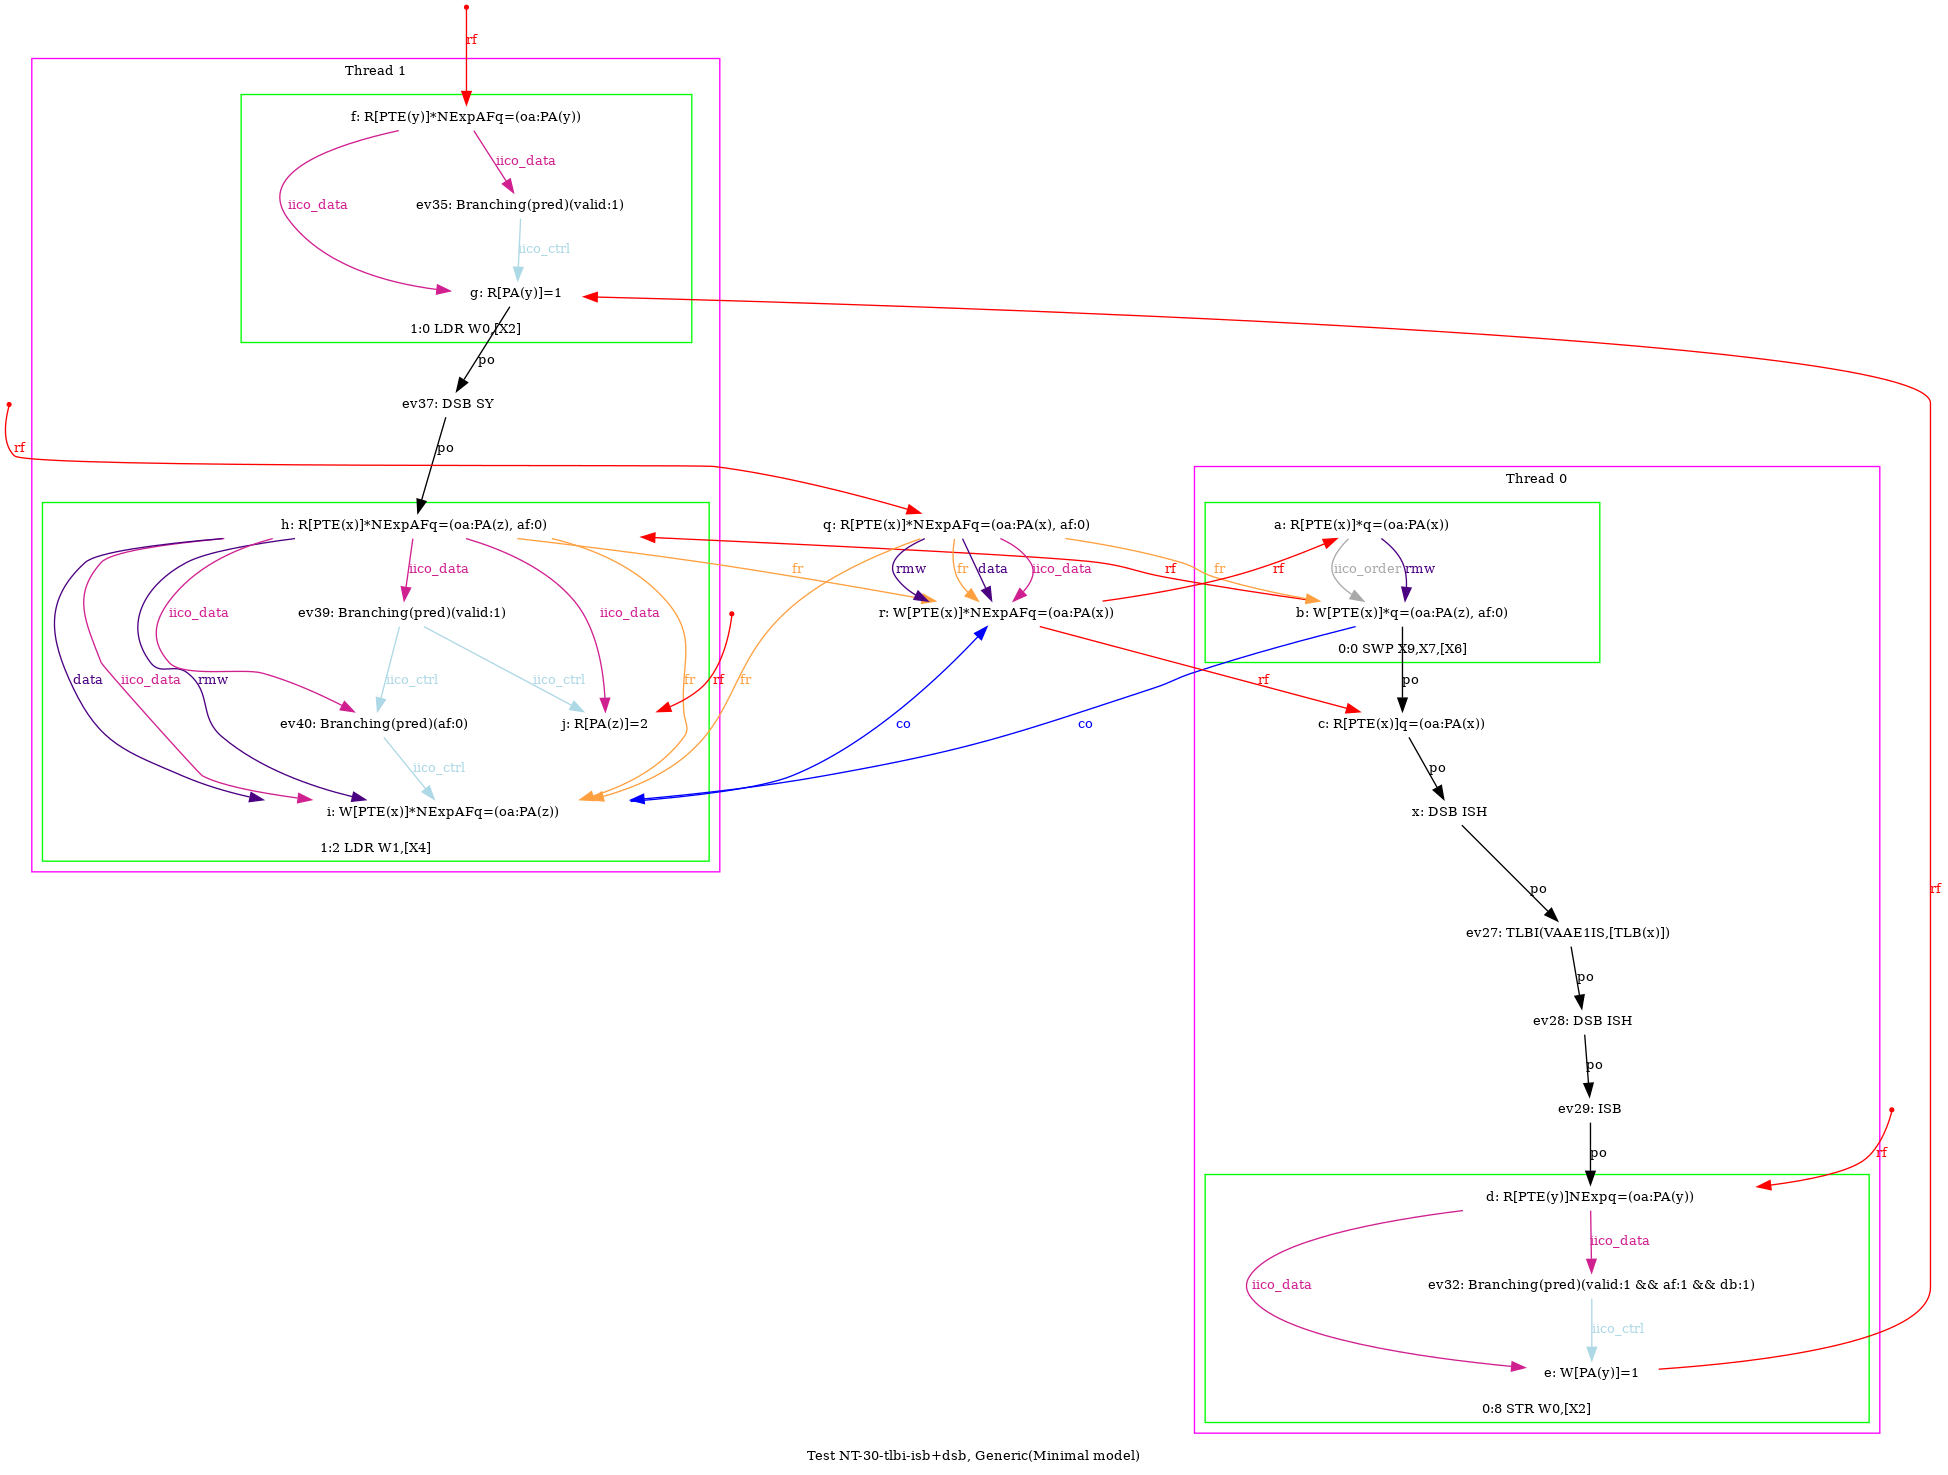 rf
Thread 1
f: R[PTE(y)]*NExpAFq=(oa:PA(y))
iico_data
ev35: Branching(pred)(valid:1)
iico_data
iico_ctrl
g: R[PA(y)]=1
1:0 LDR W0,[X2]
po
ev37: DSB SY
po
rf
Thread 0
h: R[PTE(x)]*NExpAFq=(oa:PA(z), af:0)
q: R[PTE(x)]*NExpAFq=(oa:PA(x), af:0)
a: R[PTE(x)]*q=(oa:PA(x))
iico_data
fr
rmw
fr
data
iico_data
rf
fr
rf
iico_order
rmw
iico_data
ev39: Branching(pred)(valid:1)
iico_data
r: W[PTE(x)]*NExpAFq=(oa:PA(x))
b: W[PTE(x)]*q=(oa:PA(z), af:0)
0:0 SWP X9,X7,[X6]
data
iico_data
rmw
iico_ctrl
iico_ctrl
fr
rf
fr
rf
po
ev40: Branching(pred)(af:0)
j: R[PA(z)]=2
co
co
c: R[PTE(x)]q=(oa:PA(x))
iico_ctrl
po
i: W[PTE(x)]*NExpAFq=(oa:PA(z))
x: DSB ISH
1:2 LDR W1,[X4]
po
rf
ev27: TLBI(VAAE1IS,[TLB(x)])
po
ev28: DSB ISH
po
ev29: ISB
po
rf
d: R[PTE(y)]NExpq=(oa:PA(y))
iico_data
iico_data
ev32: Branching(pred)(valid:1 && af:1 && db:1)
iico_ctrl
e: W[PA(y)]=1
0:8 STR W0,[X2]
Test NT-30-tlbi-isb+dsb, Generic(Minimal model)